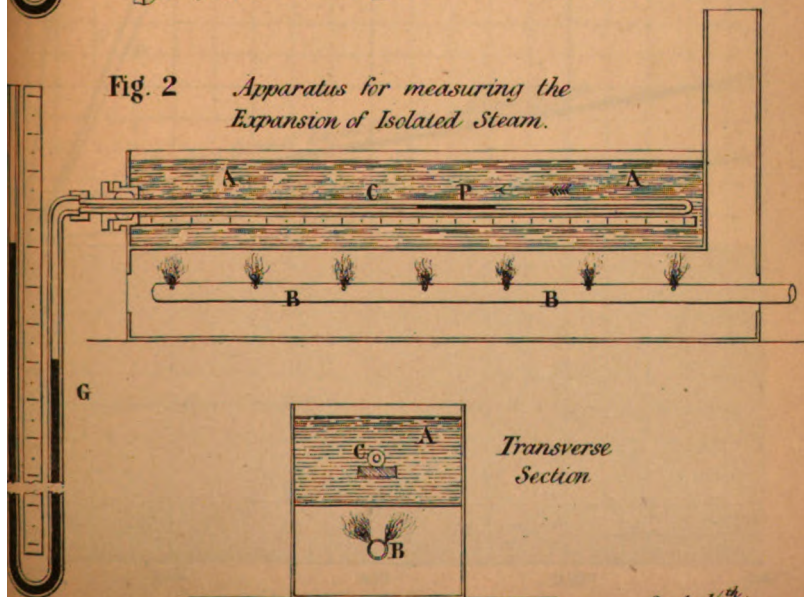 Fig. 2 Apparatus for measuring the
Expansion of Isolated Steam.
A A
C P
B B
G
A
C
B
Transverse
Section